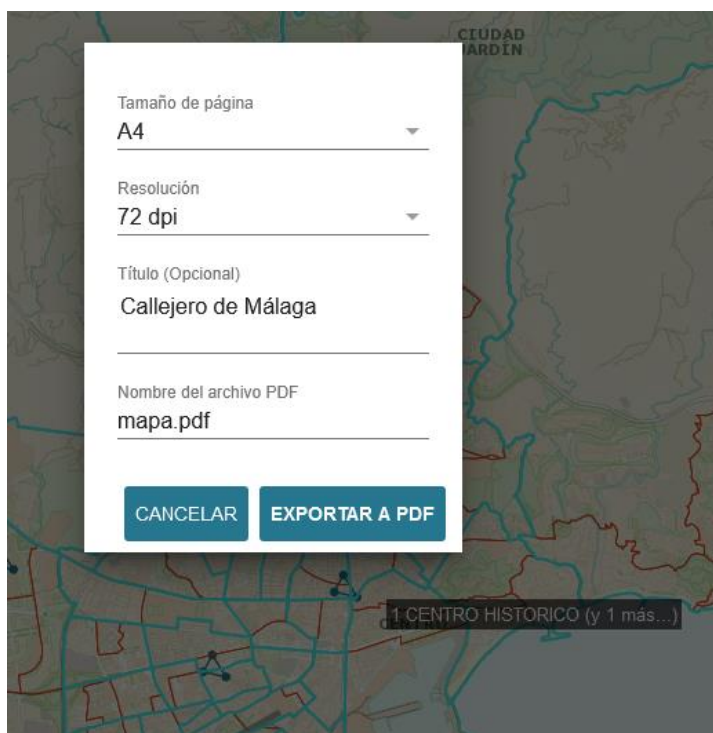 CIUDAD
JARDÍN
Tamaño de página
A4
Resolución
72 dpi
Título (Opcional)
Callejero de Málaga
Nombre del archivo PDF
mapa.pdf
CANCELAR
EXPORTAR A PDF
1 CENTRO HISTORICO (y 1 más...)